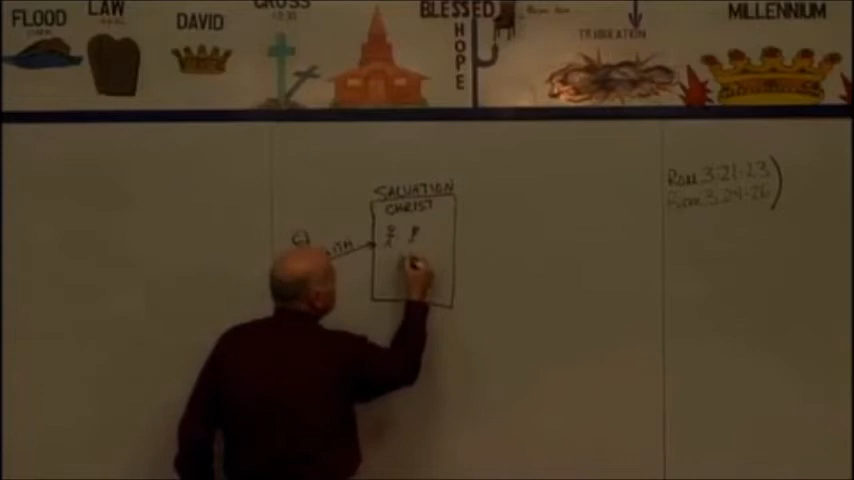 FLOOD
LAW
DAVID
CROSS
BLESSED
HOPE
TRIBULATION
MILLENNIUM
SALVATION
CHRIST
Rom 3:21-23
Rom 3:24-26